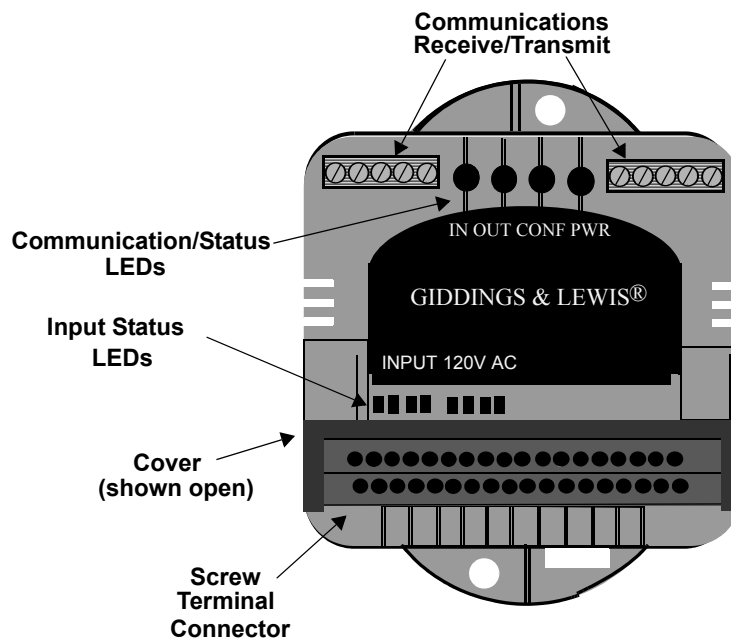 Communications
Receive/Transmit
Communication/Status
LEDs
IN OUT CONF PWR
GIDDINGS & LEWIS®
Input Status
LEDs
INPUT 120V AC
Cover
(shown open)
Screw
Terminal
Connector